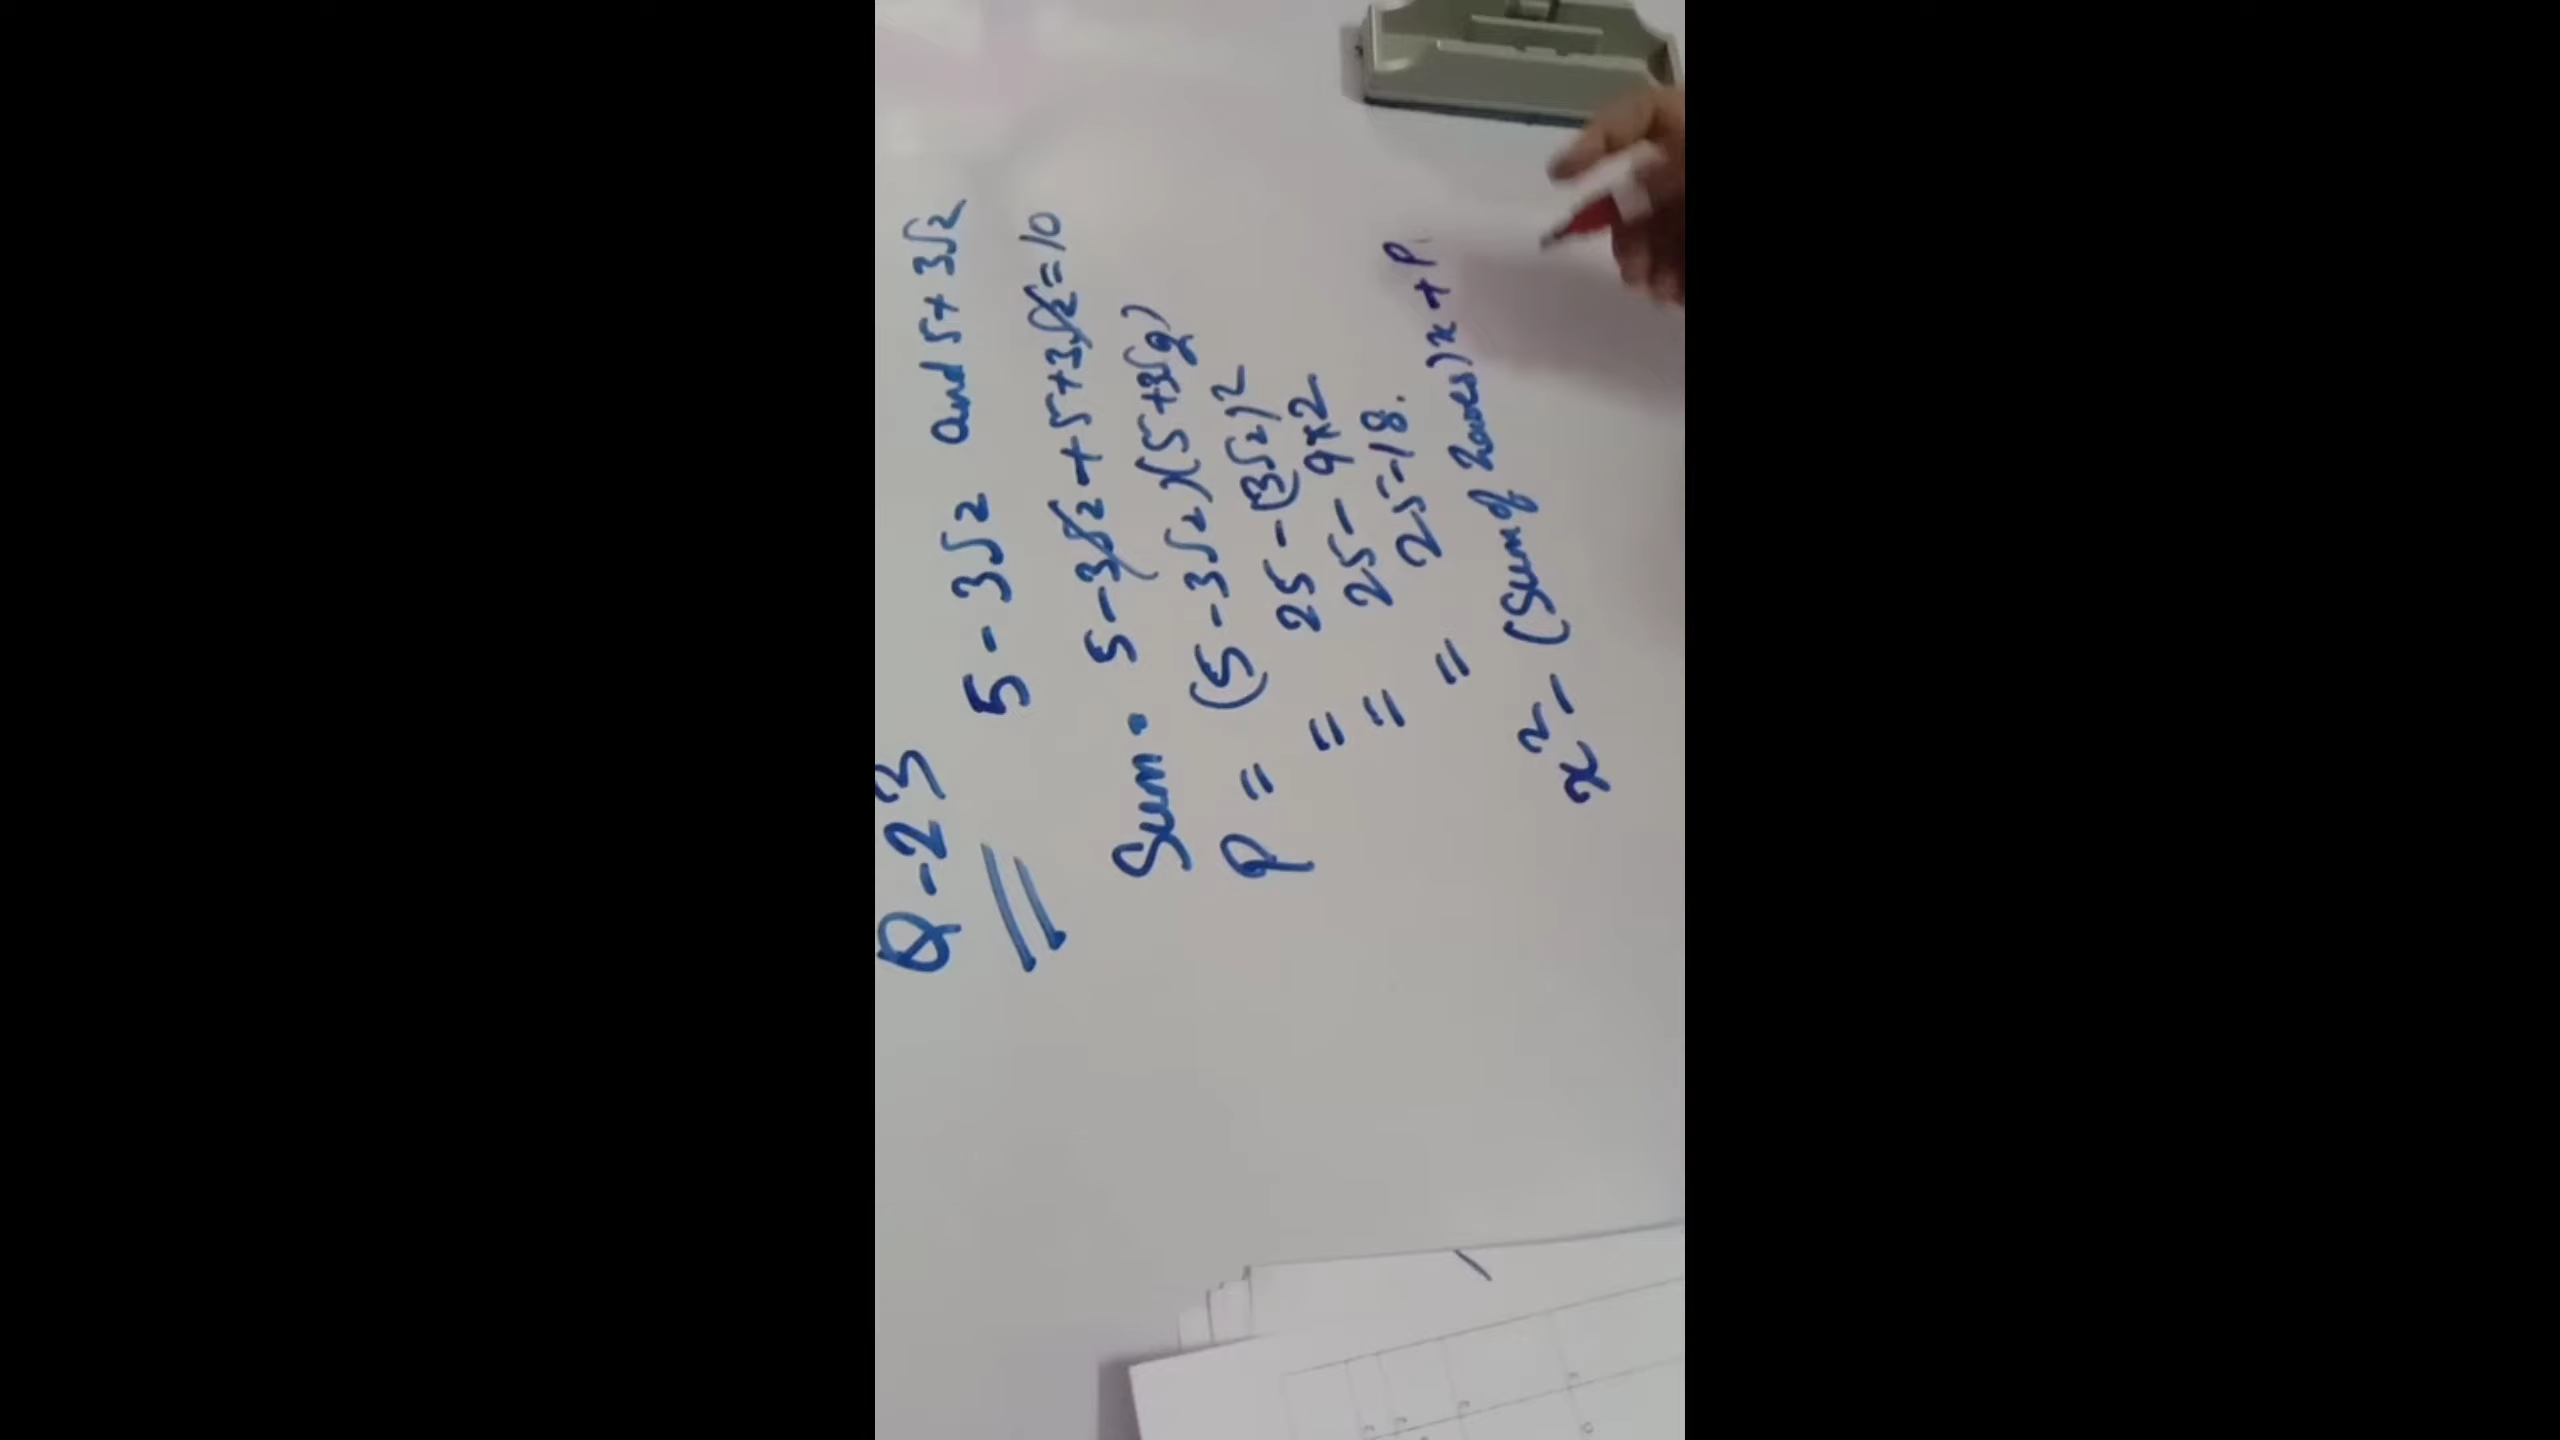 Q-23 5 - 3√2 and 5+ 3√2
Sum = 5-3√2 + 5+3√2 = 10
P = (5-3√2)(5+3√2)
= 25 - (3√2)²
= 25 - 9×2
= 25-18.
x² - (Sum of Zeroes)x + P